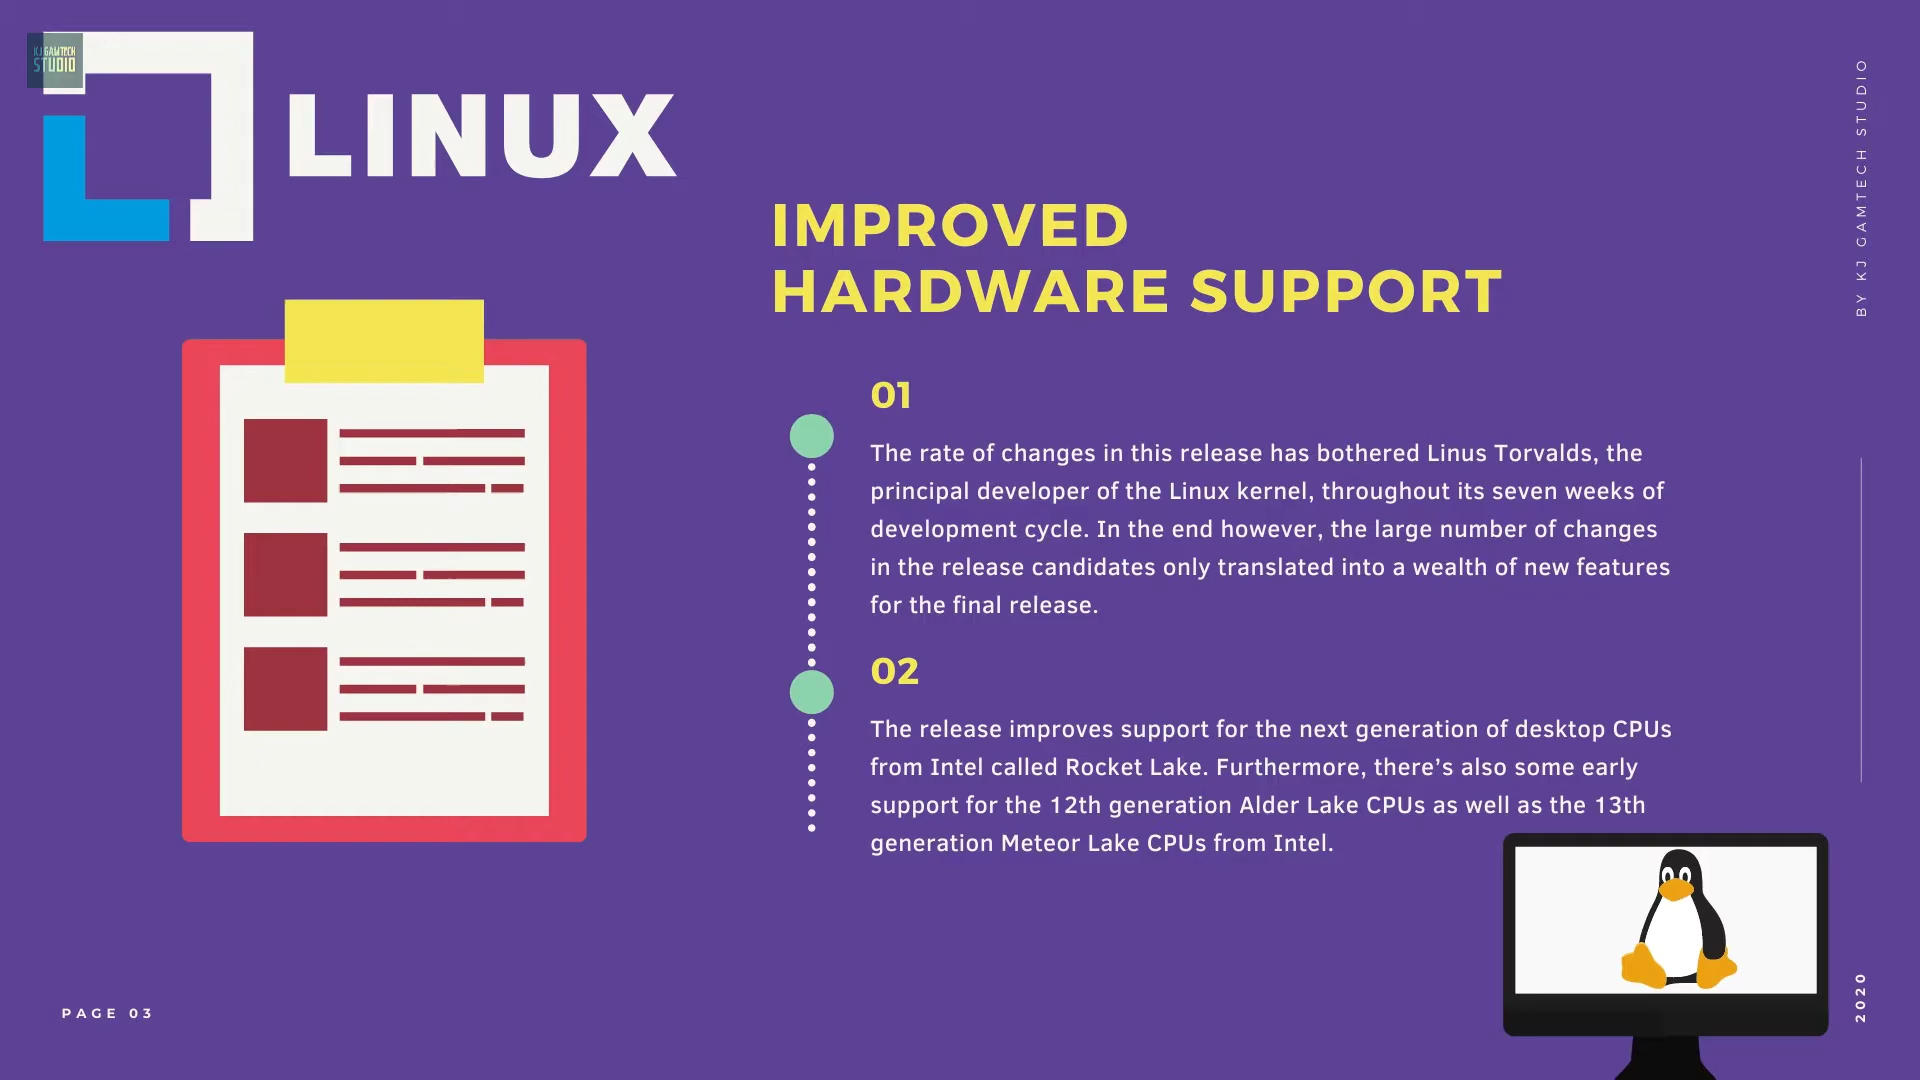 KJ GAMTECH
STUDIO
LINUX
BY KJ GAMTECH STUDIO
IMPROVED
HARDWARE SUPPORT
01
The rate of changes in this release has bothered Linus Torvalds, the
principal developer of the Linux kernel, throughout its seven weeks of
development cycle. In the end however, the large number of changes
in the release candidates only translated into a wealth of new features
for the final release.
02
The release improves support for the next generation of desktop CPUs
from Intel called Rocket Lake. Furthermore, there’s also some early
support for the 12th generation Alder Lake CPUs as well as the 13th
generation Meteor Lake CPUs from Intel.
PAGE 03
2020